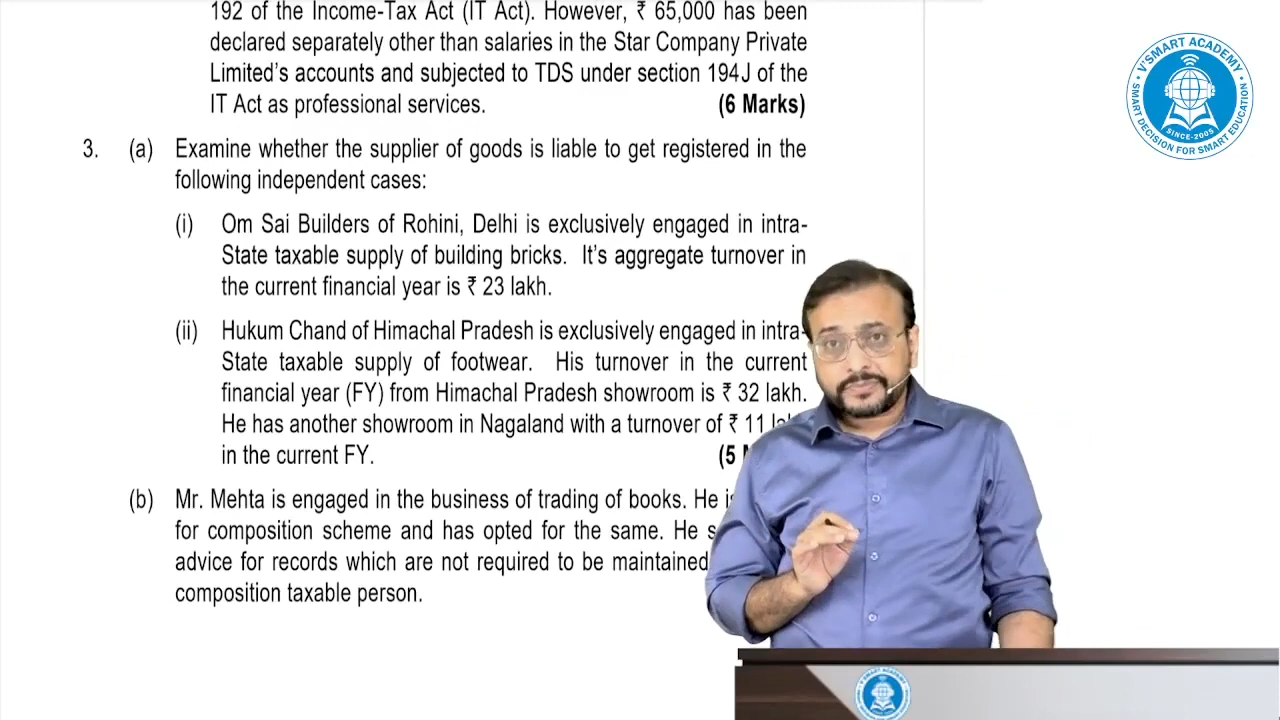 192 of the Income-Tax Act (IT Act). However, ₹ 65,000 has been
declared separately other than salaries in the Star Company Private
Limited's accounts and subjected to TDS under section 194J of the
IT Act as professional services. (6 Marks)
3. (a) Examine whether the supplier of goods is liable to get registered in the
following independent cases:
(i) Om Sai Builders of Rohini, Delhi is exclusively engaged in intra-
State taxable supply of building bricks. It's aggregate turnover in
the current financial year is ₹ 23 lakh.
(ii) Hukum Chand of Himachal Pradesh is exclusively engaged in intra-
State taxable supply of footwear. His turnover in the current
financial year (FY) from Himachal Pradesh showroom is ₹ 32 lakh.
He has another showroom in Nagaland with a turnover of ₹ 11
in the current FY. (5
(b) Mr. Mehta is engaged in the business of trading of books. He
for composition scheme and has opted for the same. He
advice for records which are not required to be maintained
composition taxable person.
V'SMART ACADEMY
SINCE-2005
SMART DECISION FOR SMART EDUCATION